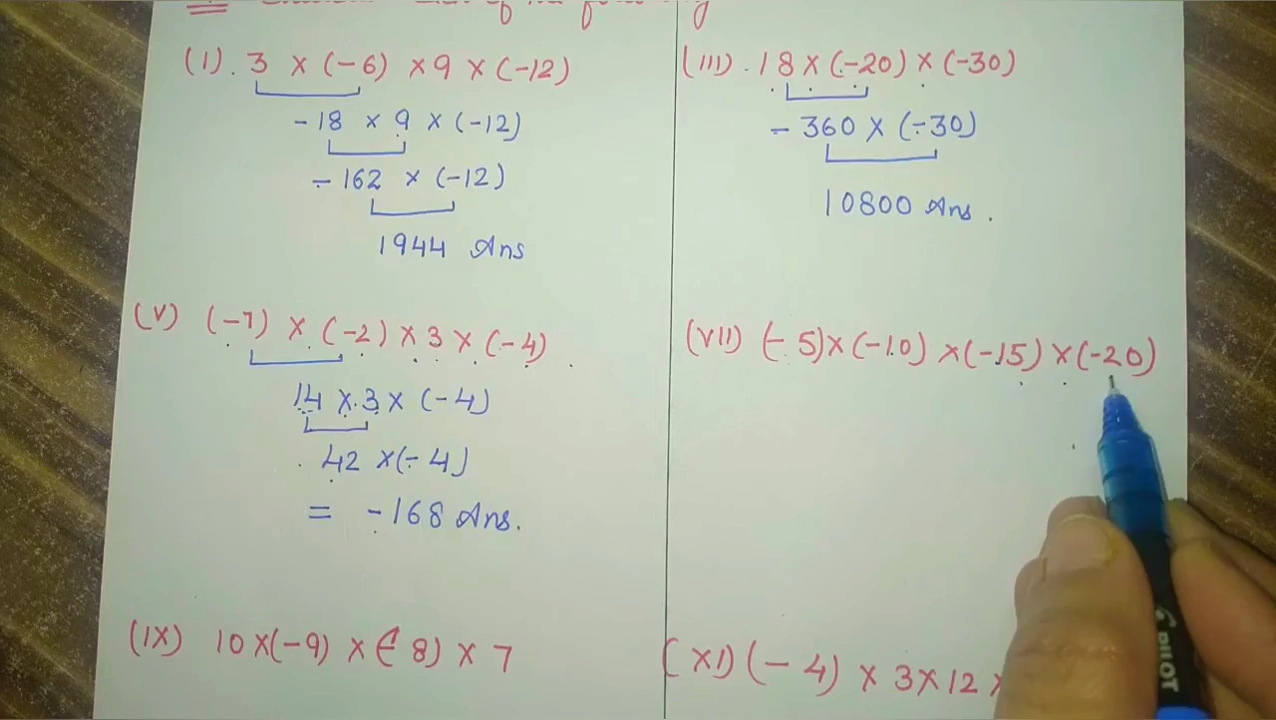 (I). 3 × (-6) × 9 × (-12)
-18 × 9 × (-12)
- 162 × (-12)
1944 Ans
(III). 18 × (-20) × (-30)
- 360 × (-30)
10800 Ans.
(V) (-7) × (-2) × 3 × (-4)
14 × 3 × (-4)
42 × (-4)
= -168 Ans.
(VII) (-5) × (-10) × (-15) × (-20)
(IX) 10 × (-9) × (-8) × 7
(XI) (-4) × 3 × 12 ×
PILOT